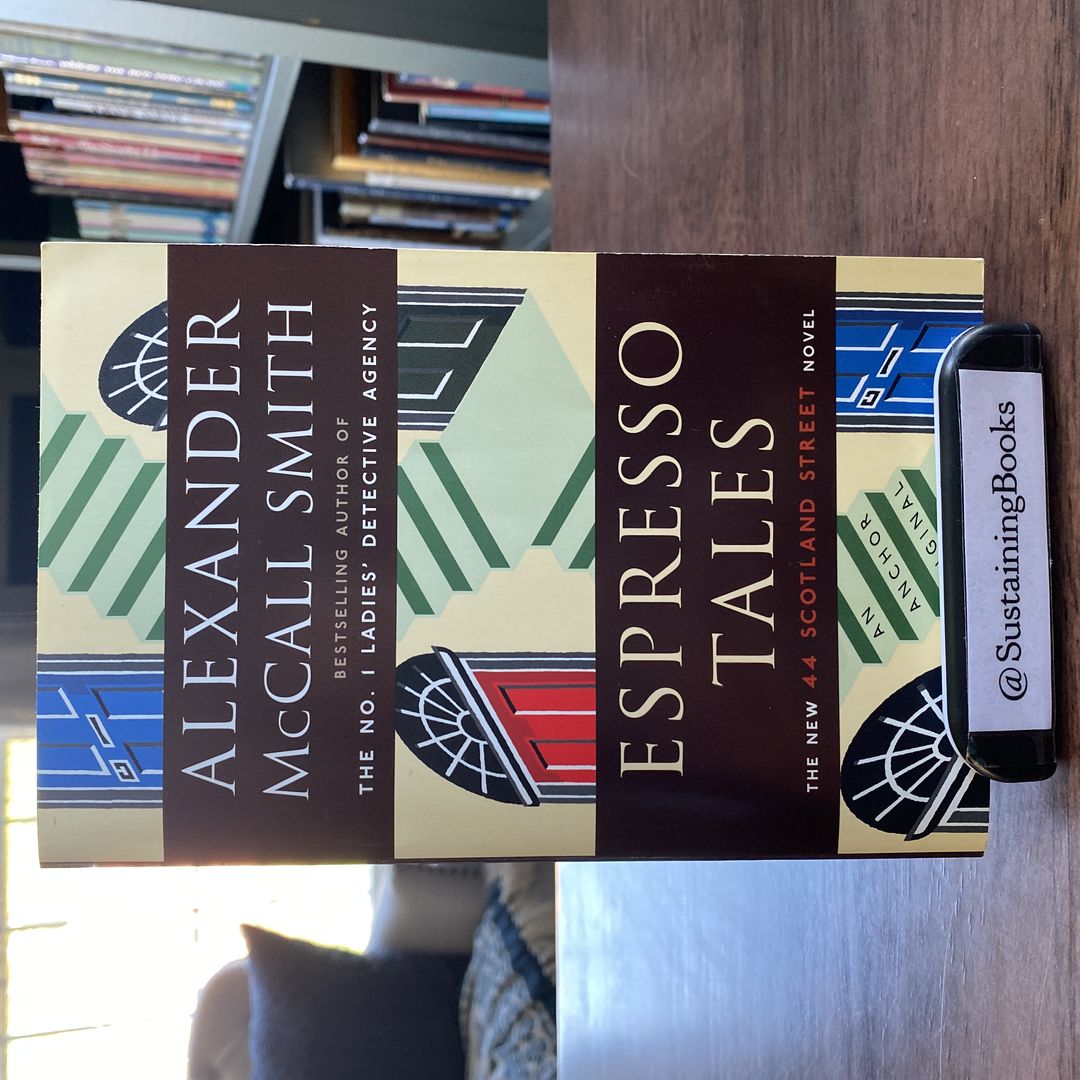 ALEXANDER
McCALL SMITH
BESTSELLING AUTHOR OF
THE NO. 1 LADIES' DETECTIVE AGENCY
ESPRESSO
TALES
THE NEW 44 SCOTLAND STREET NOVEL
AN
ANCHOR
IGINAL
@SustainingBooks